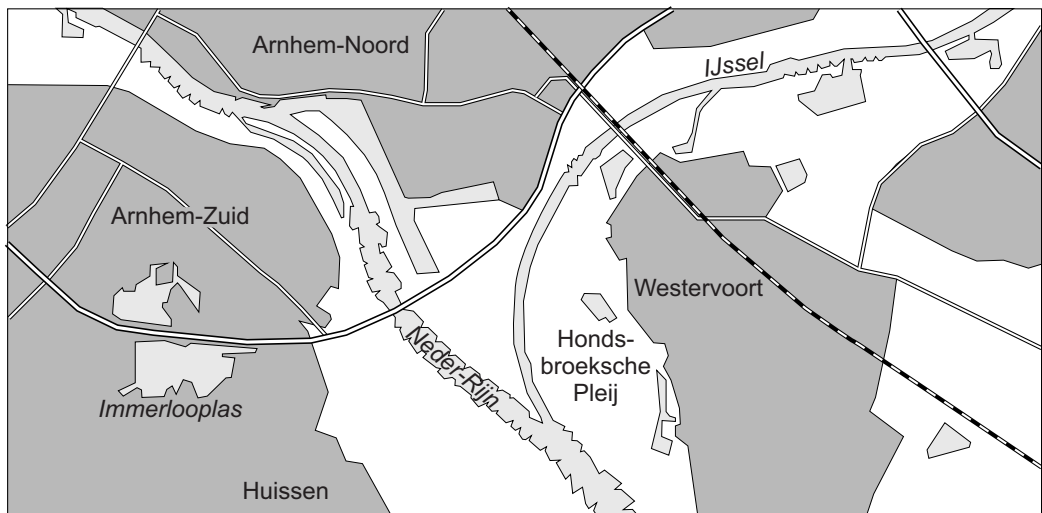 Arnhem-Noord
IJssel
Arnhem-Zuid
Westervoort
Neder-Rijn
Honds-
broeksche
Pleij
Immerlooplas
Huissen